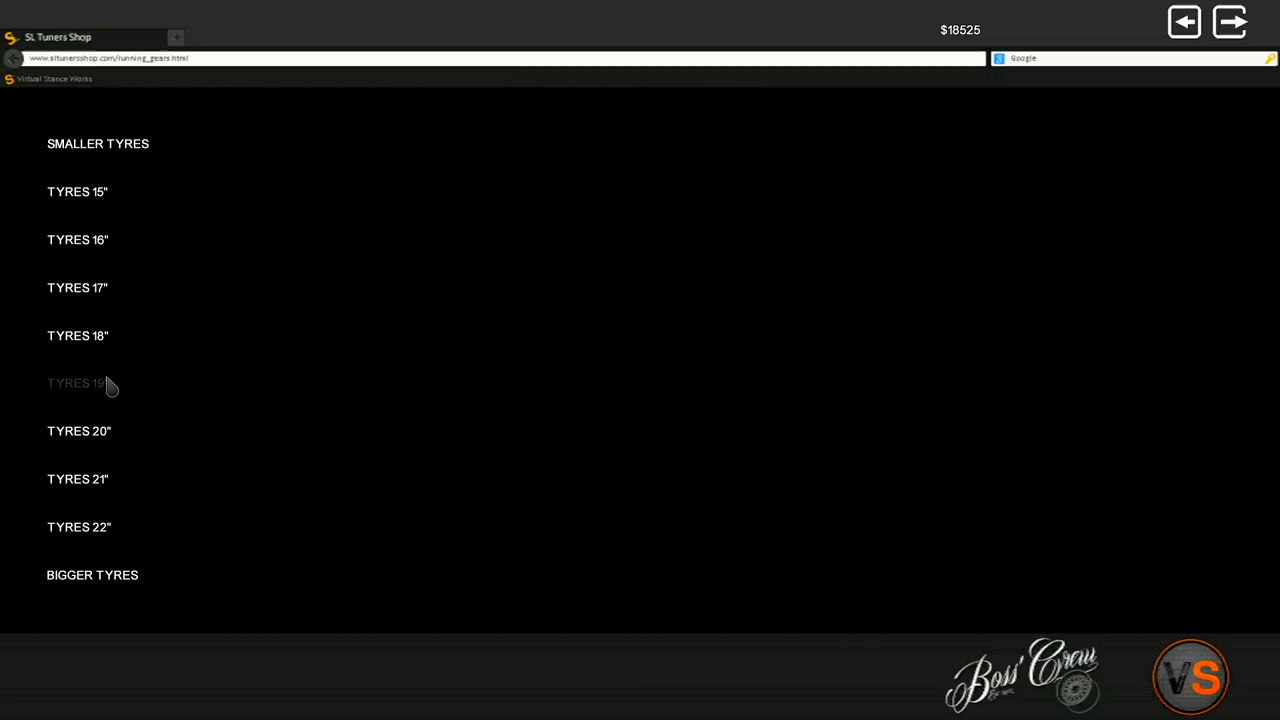 SL Tuners Shop
$18525
www.sltunersshop.com/running_gears.html
Google
Virtual Stance Works
SMALLER TYRES
TYRES 15"
TYRES 16"
TYRES 17"
TYRES 18"
TYRES 19
TYRES 20"
TYRES 21"
TYRES 22"
BIGGER TYRES
Boss' Crew
VS